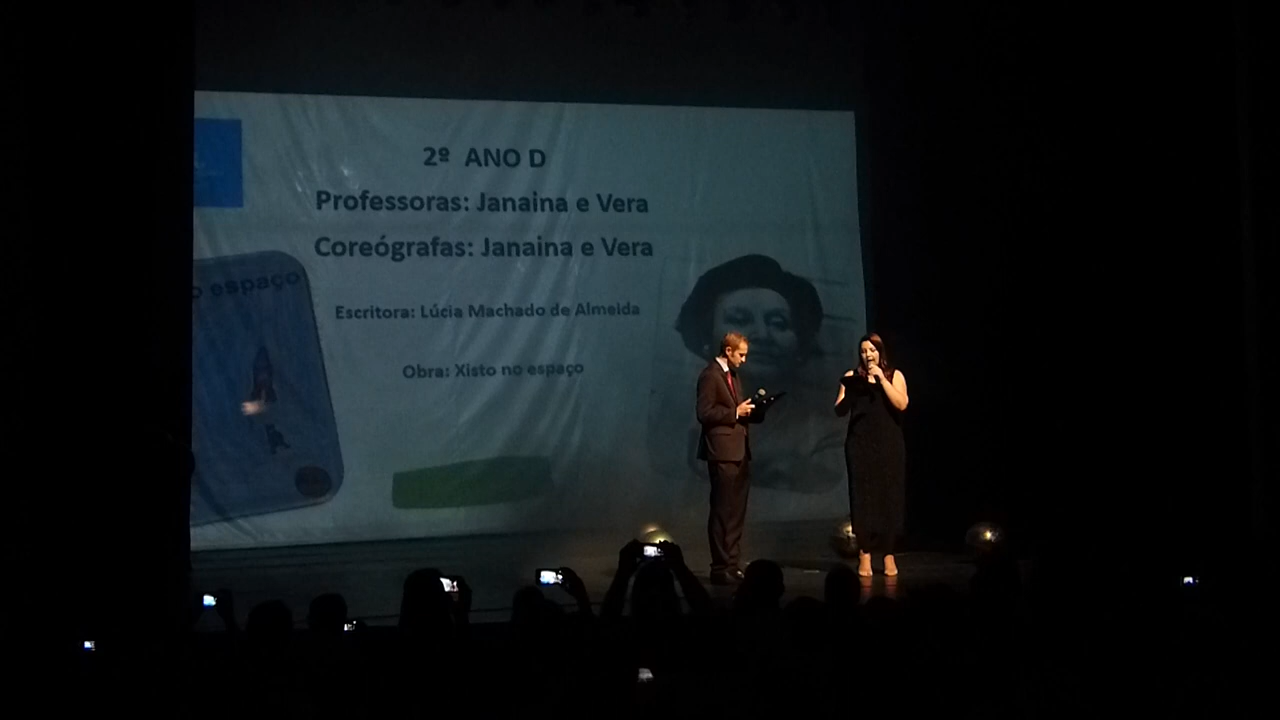 2º ANO D
Professoras: Janaina e Vera
Coreógrafas: Janaina e Vera
o espaço
Escritora: Lúcia Machado de Almeida
Obra: Xisto no espaço